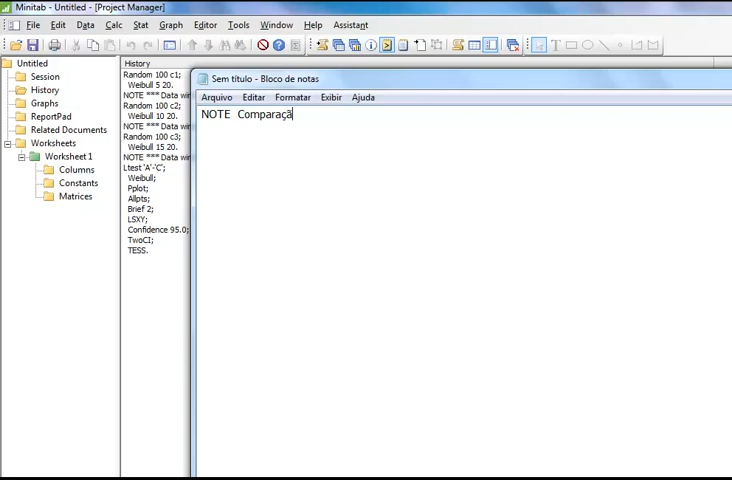 Minitab - Untitled - [Project Manager]
File Edit Data Calc Stat Graph Editor Tools Window Help Assistant
Untitled
Session
History
Graphs
ReportPad
Related Documents
Worksheets
Worksheet 1
Columns
Constants
Matrices
History
Random 100 c1;
Weibull 5 20.
NOTE *** Data win
Random 100 c2;
Weibull 10 20.
NOTE *** Data win
Random 100 c3;
Weibull 15 20.
NOTE *** Data win
Ltest 'A'-'C';
Weibull;
Pplot;
Allpts;
Brief 2;
LSXY;
Confidence 95.0;
TwoCI;
TESS.
Sem título - Bloco de notas
Arquivo Editar Formatar Exibir Ajuda
NOTE Comparaçã